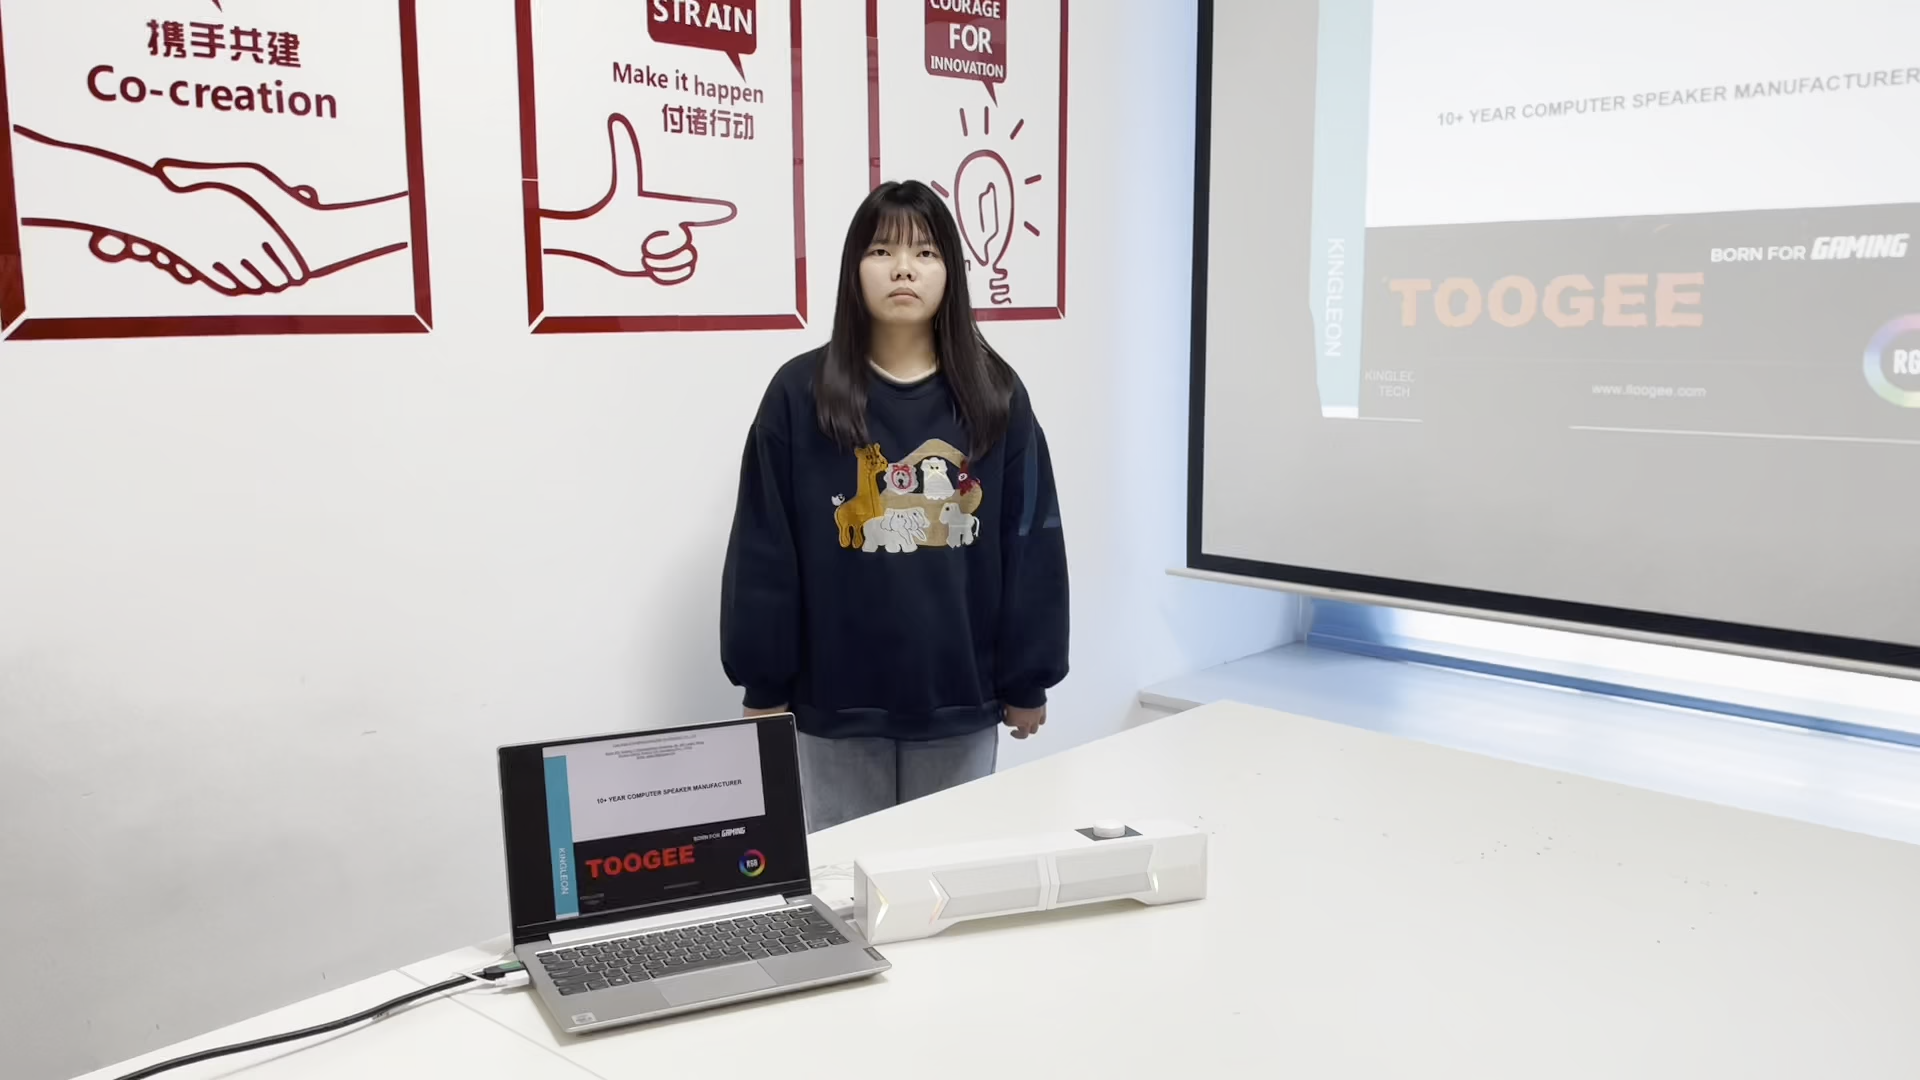 携手共建
Co-creation
STRAIN
Make it happen
付诸行动
COURAGE
FOR
INNOVATION
10+ YEAR COMPUTER SPEAKER MANUFACTURER
BORN FOR GAMING
TOOGEE
KINGLEON
TECH
www.itoogee.com
10+ YEAR COMPUTER SPEAKER MANUFACTURER
BORN FOR GAMING
TOOGEE
RGB
KINGLEON